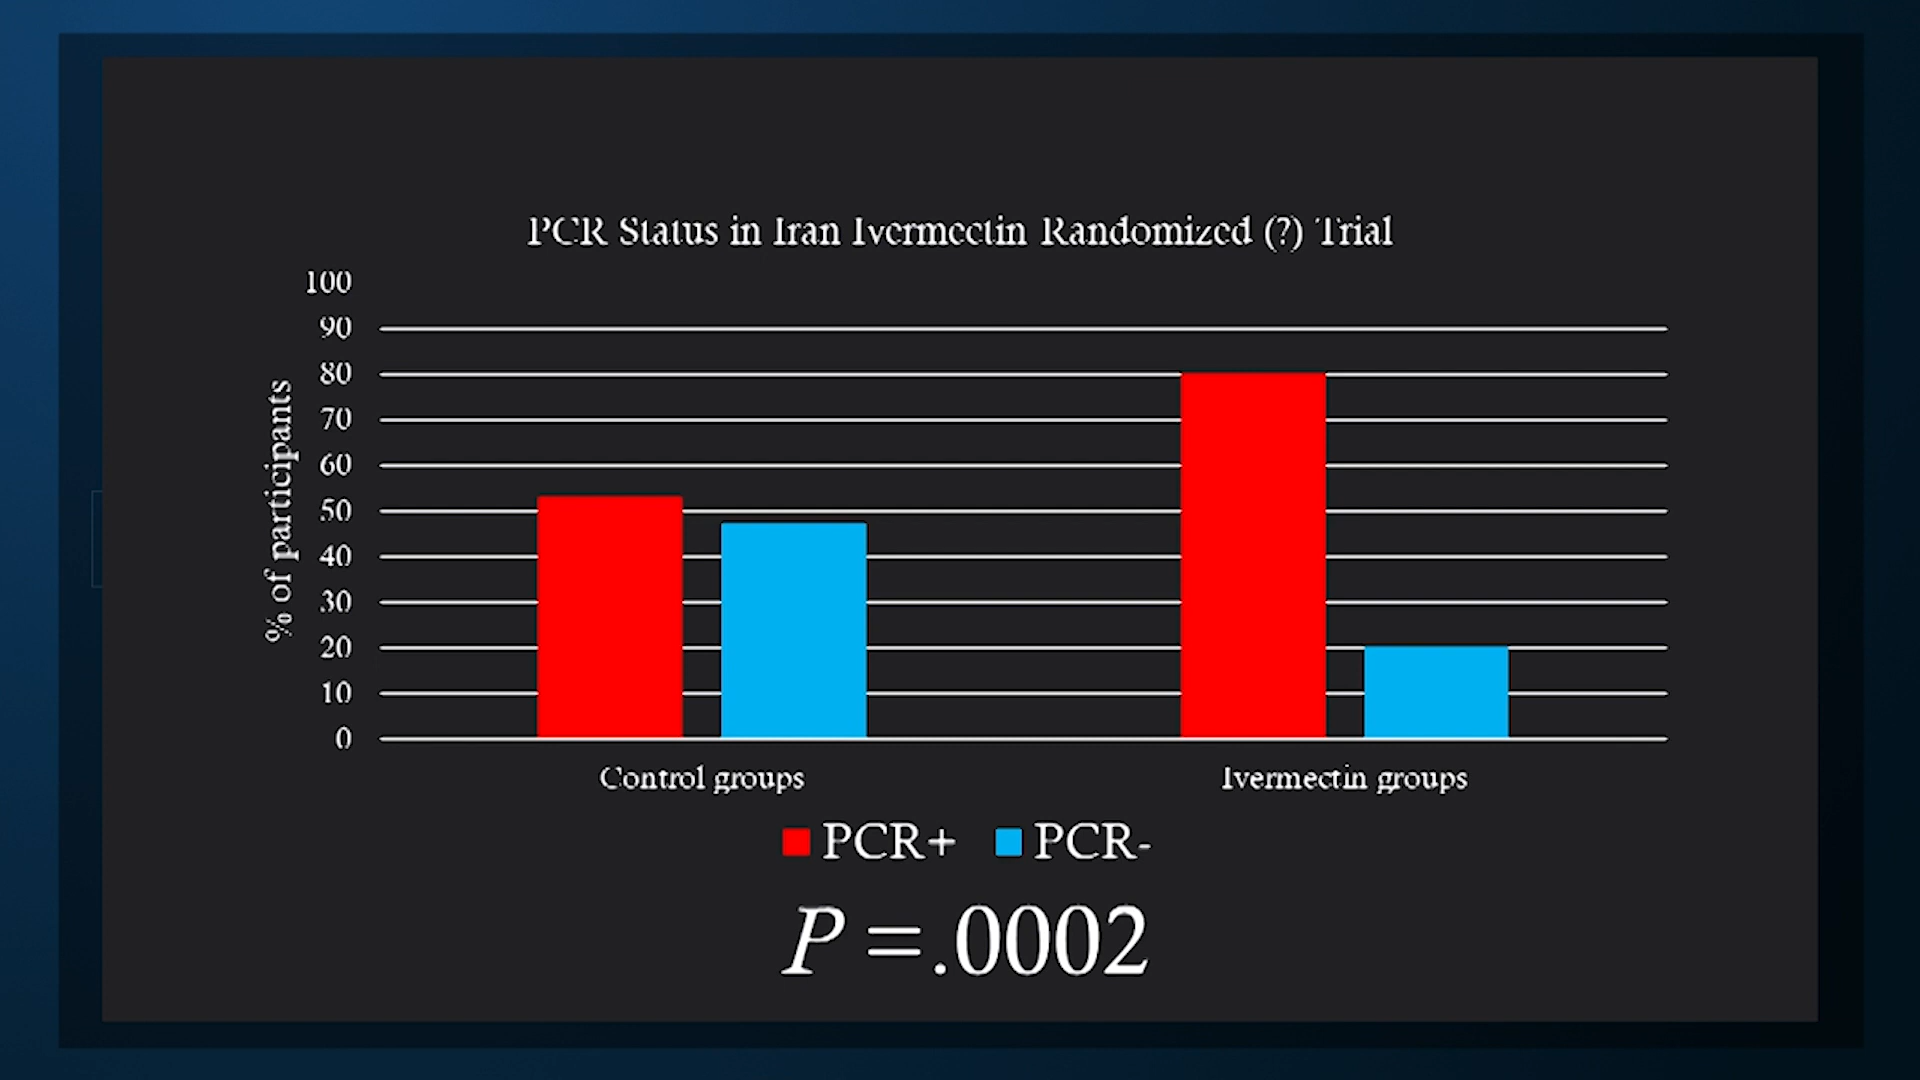 PCR Status in Iran Ivermectin Randomized (?) Trial
100
90
80
70
60
50
40
30
20
10
0
% of participants
Control groups
Ivermectin groups
PCR+ PCR-
P =.0002